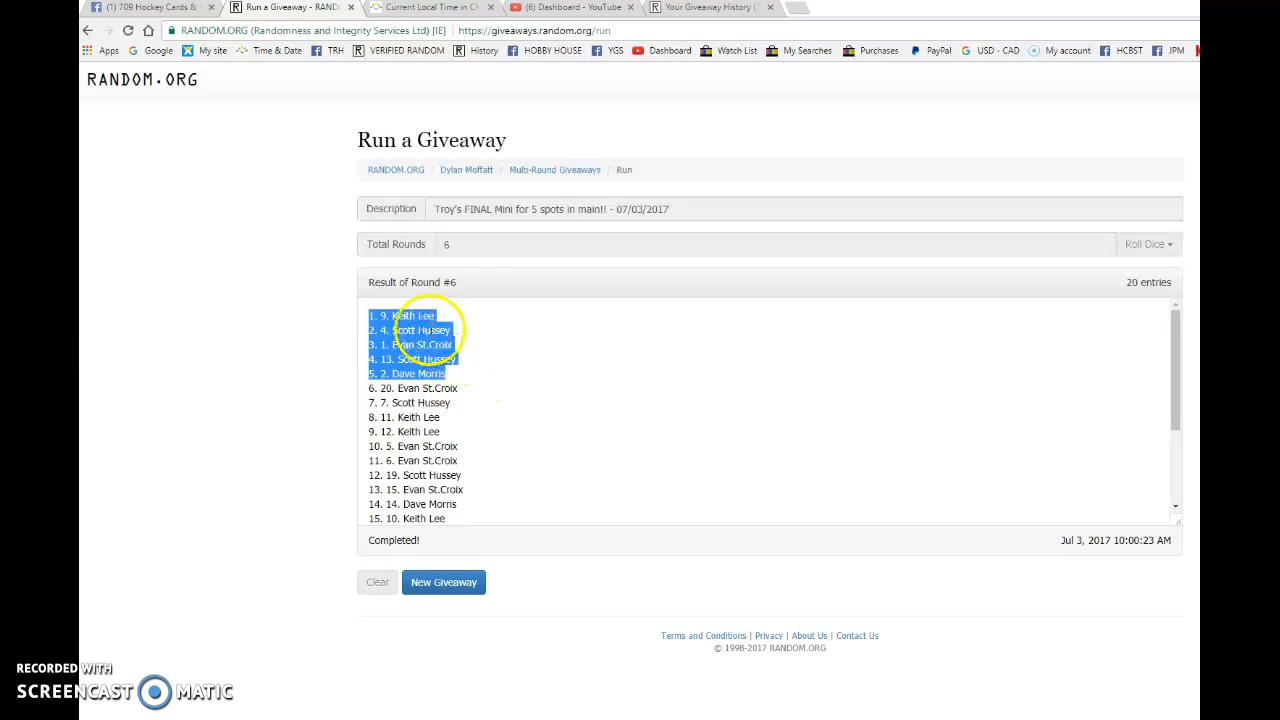 (1) 709 Hockey Cards &
Run a Giveaway - RAND
Current Local Time in Ch
(6) Dashboard - YouTube
Your Giveaway History (
RANDOM.ORG (Randomness and Integrity Services Ltd) [IE] | https://giveaways.random.org/run
Apps Google My site Time & Date TRH VERIFIED RANDOM History HOBBY HOUSE YGS Dashboard Watch List My Searches Purchases PayPal USD - CAD My account HCBST JPM
RANDOM.ORG
Run a Giveaway
RANDOM.ORG / Dylan Moffatt / Multi-Round Giveaways / Run
Description Troy's FINAL Mini for 5 spots in main!! - 07/03/2017
Total Rounds 6 Roll Dice
Result of Round #6 20 entries
1. 9. Keith Lee
2. 4. Scott Hussey
3. 1. Evan St.Croix
4. 13. Scott Hussey
5. 2. Dave Morris
6. 20. Evan St.Croix
7. 7. Scott Hussey
8. 11. Keith Lee
9. 12. Keith Lee
10. 5. Evan St.Croix
11. 6. Evan St.Croix
12. 19. Scott Hussey
13. 15. Evan St.Croix
14. 14. Dave Morris
15. 10. Keith Lee
Completed! Jul 3, 2017 10:00:23 AM
Clear New Giveaway
Terms and Conditions | Privacy | About Us | Contact Us
© 1998-2017 RANDOM.ORG
RECORDED WITH
SCREENCAST MATIC